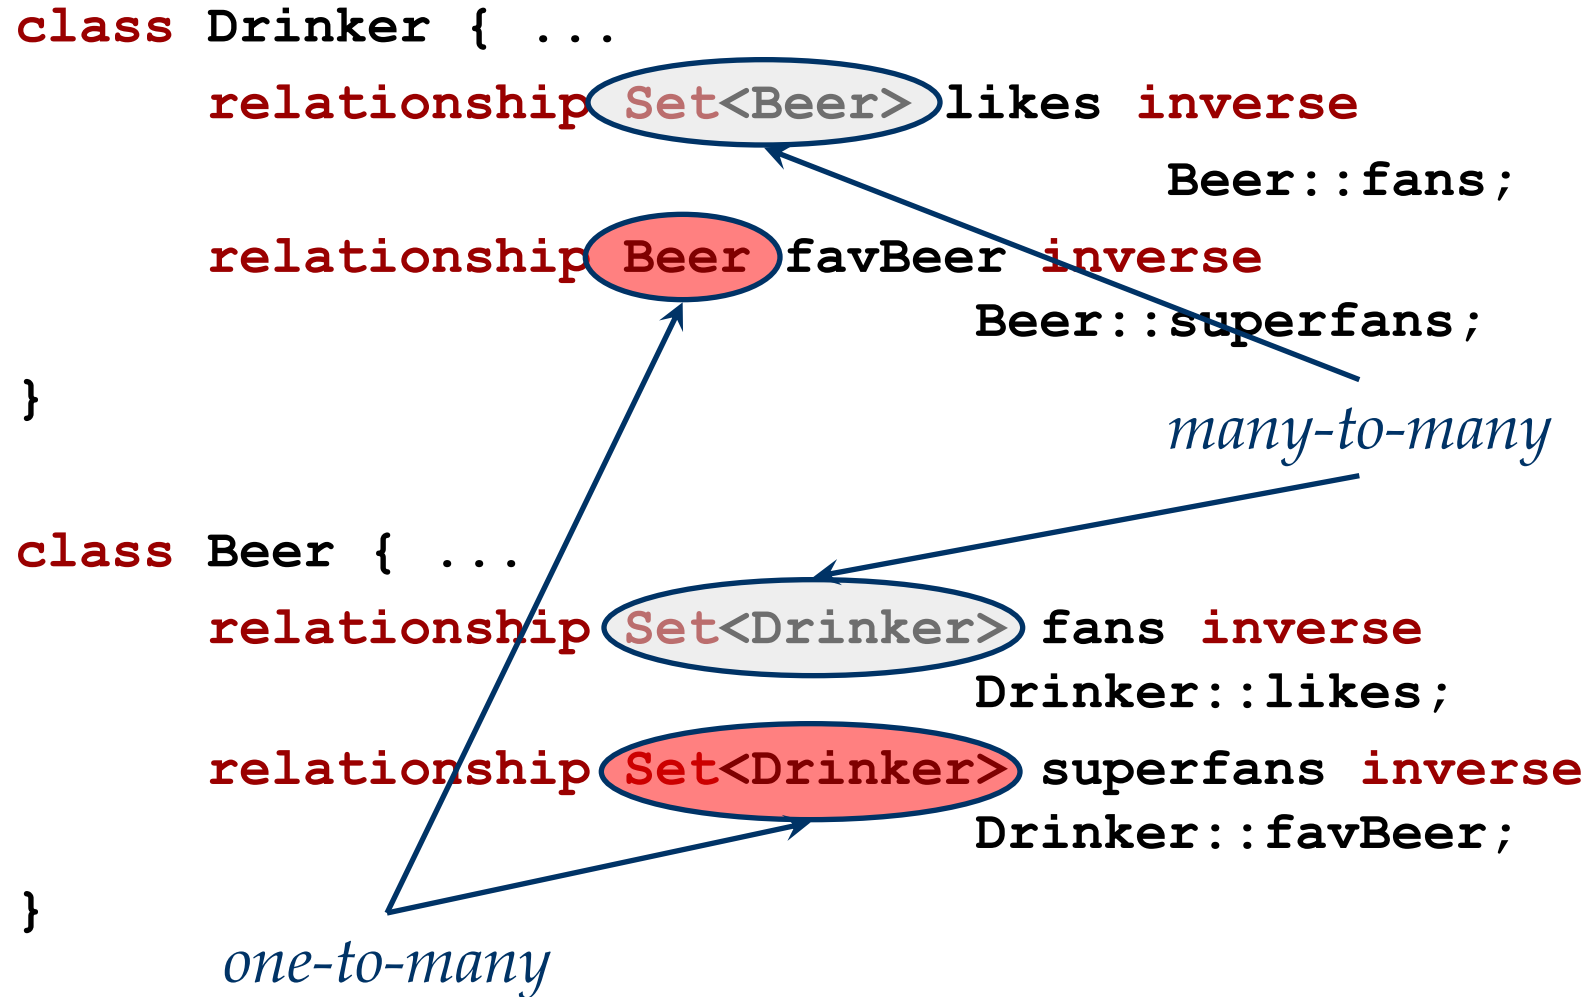 class Drinker { ...
relationship Set<Beer> likes inverse
Beer::fans;
relationship Beer favBeer inverse
Beer::superfans;
}
many-to-many
class Beer { ...
relationship Set<Drinker> fans inverse
Drinker::likes;
relationship Set<Drinker> superfans inverse
Drinker::favBeer;
}
one-to-many